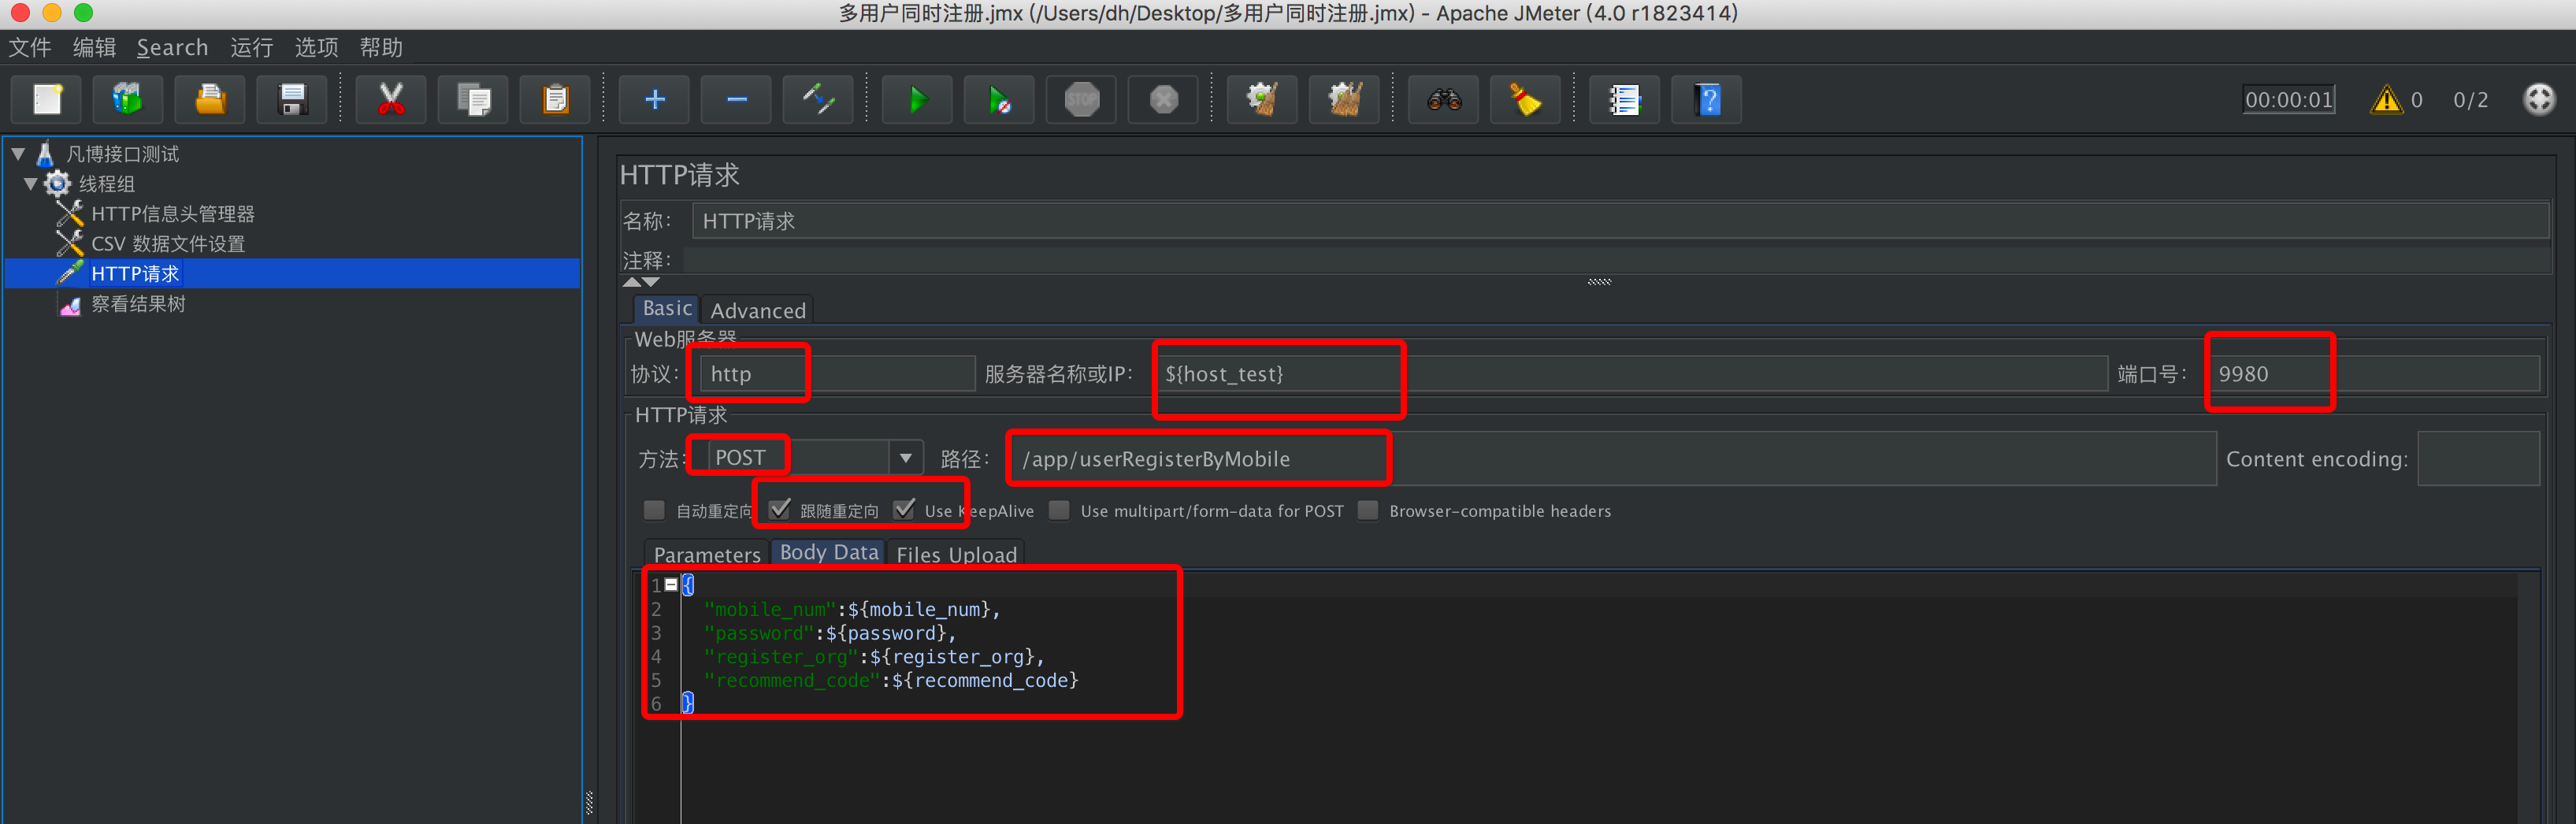 多用户同时注册.jmx (/Users/dh/Desktop/多用户同时注册.jmx) - Apache JMeter (4.0 r1823414)
文件 编辑 Search 运行 选项 帮助
STOP 00:00:01 0 0/2
凡博接口测试
线程组
HTTP信息头管理器
CSV 数据文件设置
HTTP请求
察看结果树
HTTP请求
名称： HTTP请求
注释：
Basic Advanced
Web服务器
协议： http 服务器名称或IP： ${host_test} 端口号： 9980
HTTP请求
方法： POST 路径： /app/userRegisterByMobile Content encoding:
自动重定向 跟随重定向 Use KeepAlive Use multipart/form-data for POST Browser-compatible headers
Parameters Body Data Files Upload
1 {
2 "mobile_num":${mobile_num},
3 "password":${password},
4 "register_org":${register_org},
5 "recommend_code":${recommend_code}
6 }